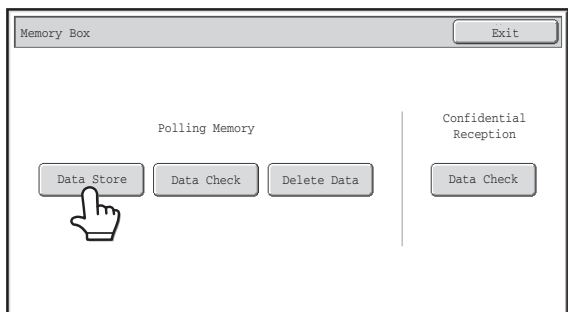 Memory Box
Exit
Polling Memory
Confidential
Reception
Data Store
Data Check
Delete Data
Data Check